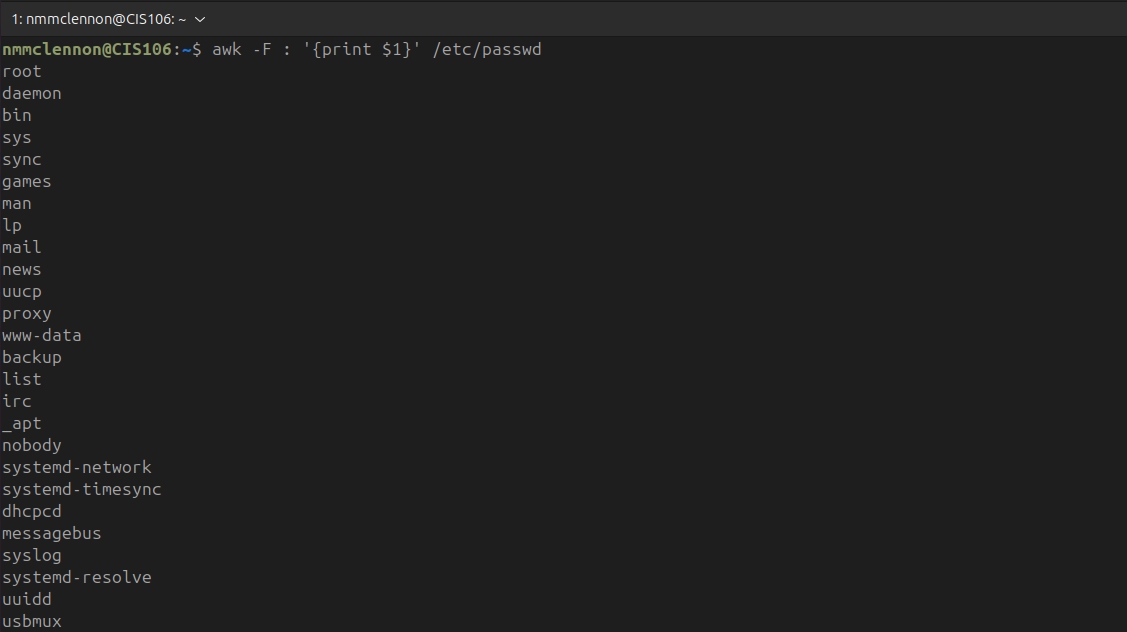 1: nmmclennon@CIS106: ~
nmmclennon@CIS106:~$ awk -F : '{print $1}' /etc/passwd
root
daemon
bin
sys
sync
games
man
lp
mail
news
uucp
proxy
www-data
backup
list
irc
_apt
nobody
systemd-network
systemd-timesync
dhcpcd
messagebus
syslog
systemd-resolve
uuidd
usbmux